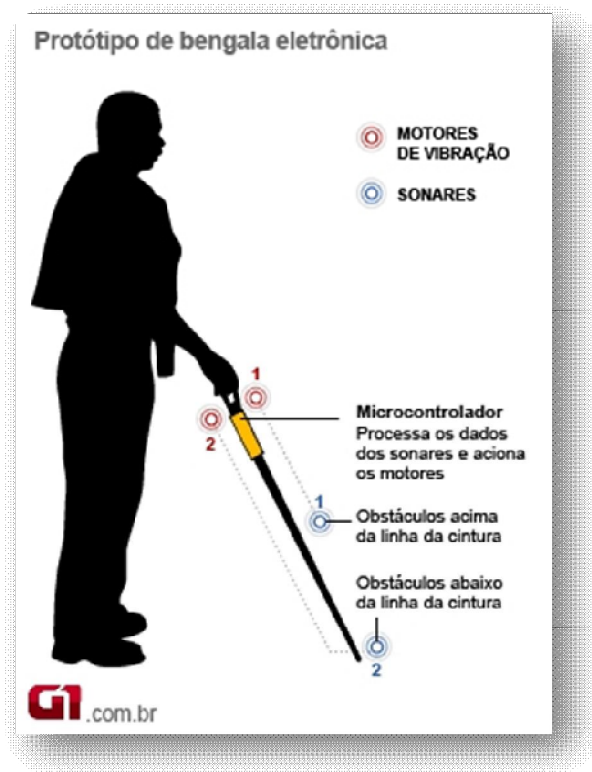 Protótipo de bengala eletrônica
MOTORES
DE VIBRAÇÃO
SONARES
1
2
Microcontrolador
Processa os dados
dos sonares e aciona
os motores
1
Obstáculos acima
da linha da cintura
Obstáculos abaixo
da linha da cintura
2
G1.com.br